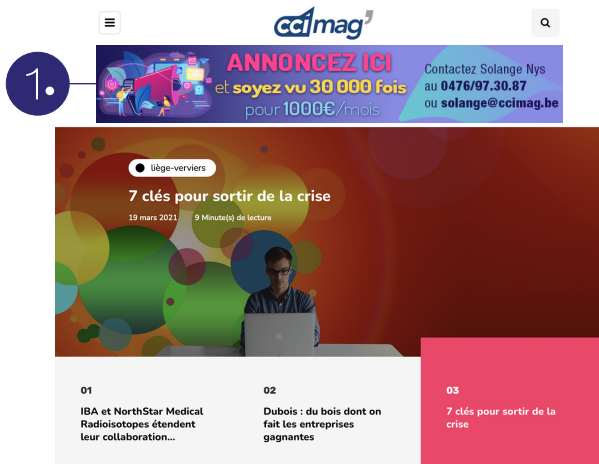 ccimag'
1.
ANNONCEZ ICI
et soyez vu 30 000 fois
pour 1000€/mois
Contactez Solange Nys
au 0476/97.30.87
ou solange@ccimag.be
liège-verviers
7 clés pour sortir de la crise
19 mars 2021 9 Minute(s) de lecture
01
IBA et NorthStar Medical
Radioisotopes étendent
leur collaboration...
02
Dubois : du bois dont on
fait les entreprises
gagnantes
03
7 clés pour sortir de la
crise